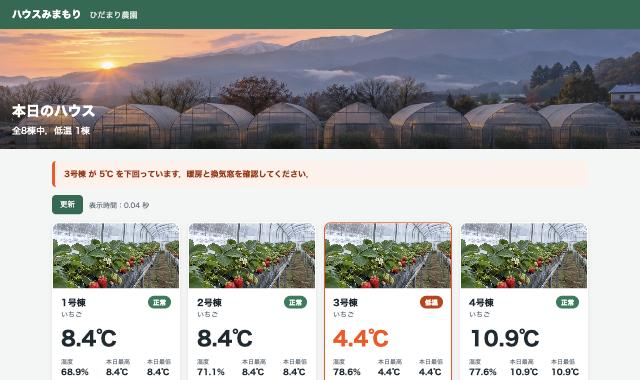 ハウスみまもり ひだまり農園
本日のハウス
全8棟中、低温 1棟
3号棟 が 5℃ を下回っています。暖房と換気窓を確認してください。
更新 表示時間：0.04 秒
1号棟 正常
いちご
8.4℃
湿度 本日最高 本日最低
68.9% 8.4℃ 8.4℃
2号棟 正常
いちご
8.4℃
湿度 本日最高 本日最低
71.1% 8.4℃ 8.4℃
3号棟 低温
いちご
4.4℃
湿度 本日最高 本日最低
78.6% 4.4℃ 4.4℃
4号棟 正常
いちご
10.9℃
湿度 本日最高 本日最低
77.6% 10.9℃ 10.9℃